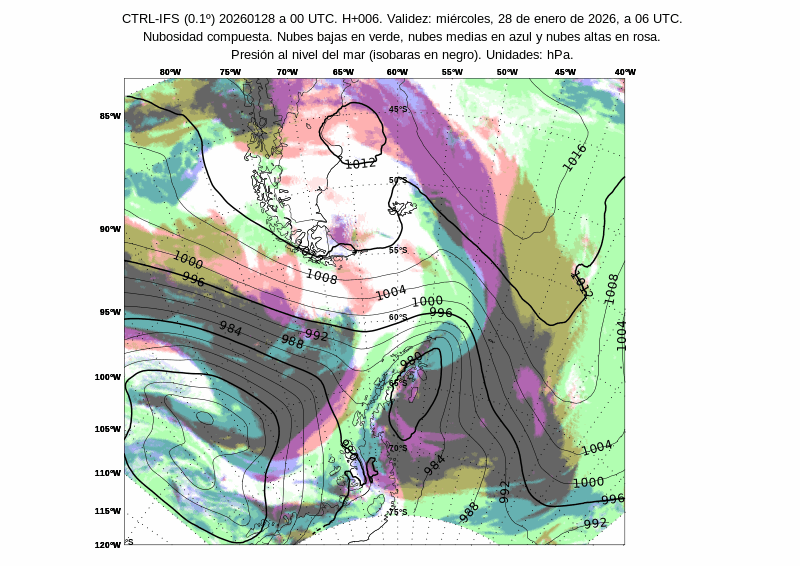 CTRL-IFS (0.1º) 20260128 a 00 UTC. H+006. Validez: miércoles, 28 de enero de 2026, a 06 UTC.
Nubosidad compuesta. Nubes bajas en verde, nubes medias en azul y nubes altas en rosa.
Presión al nivel del mar (isobaras en negro). Unidades: hPa.
80ºW 75ºW 70ºW 65ºW 60ºW 55ºW 50ºW 45ºW 40ºW
45ºS
85ºW
1016
1012
50ºS
90ºW
55ºS
1000
1008
996
1012
1008
1004
1000
95ºW
996
60ºS
984
992
988
1004
980
100ºW
65ºS
105ºW
980
70ºS
1004
984
110ºW
1000
992
996
115ºW
988
75ºS
992
120ºW
ºS